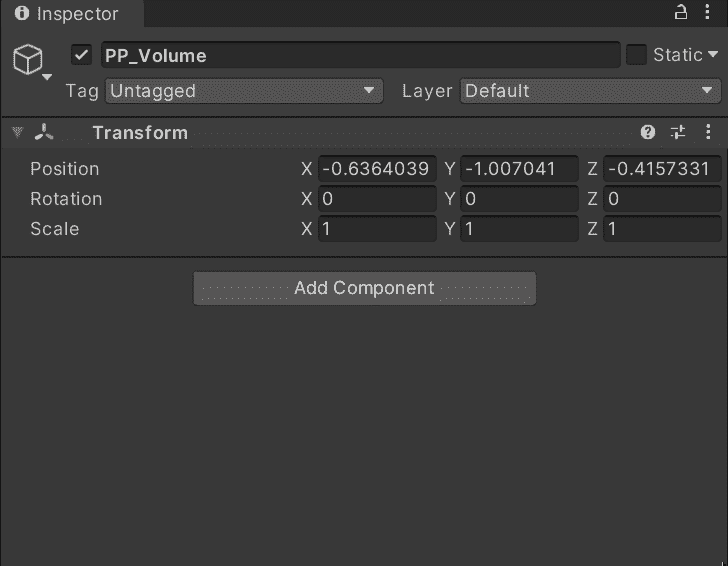 Inspector
PP_Volume Static
Tag Untagged Layer Default
Transform
Position X -0.6364039 Y -1.007041 Z -0.4157331
Rotation X 0 Y 0 Z 0
Scale X 1 Y 1 Z 1
Add Component